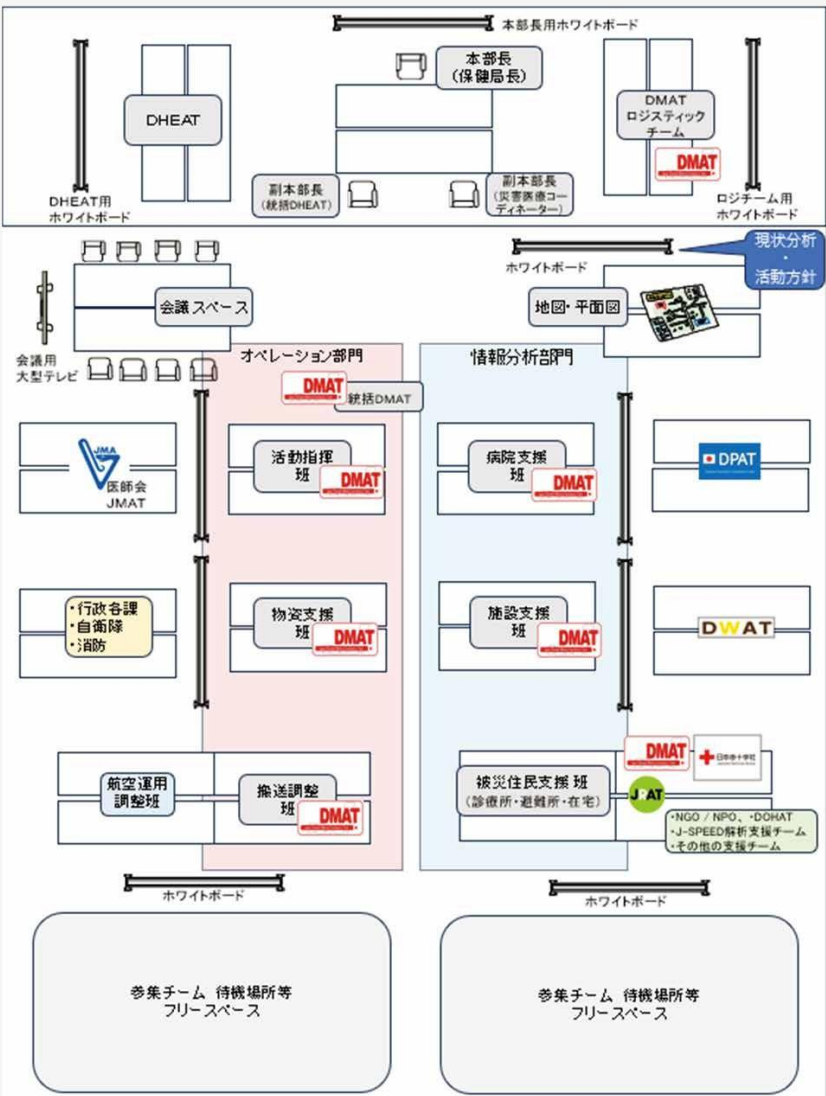 本部長用ホワイトボード
本部長
(保健局長)
DHEAT
DMAT
ロジスティック
チーム
DMAT
副本部長
(統括DHEAT)
副本部長
(災害医療コー
ディネーター)
DHEAT用
ホワイトボード
ロジチーム用
ホワイトボード
現状分析
・
活動方針
ホワイトボード
会議スペース
地図・平面図
会議用
大型テレビ
オペレーション部門
情報分析部門
DMAT
統括DMAT
JMA
医師会
JMAT
活動指揮
班
DMAT
病院支援
班
DMAT
DPAT
・行政各課
・自衛隊
・消防
物資支援
班
DMAT
施設支援
班
DMAT
DWAT
航空運用
調整班
搬送調整
班
DMAT
被災住民支援班
(診療所・避難所・在宅)
DMAT
日本赤十字社
JRAT
・NGO / NPO、・DOHAT
・J-SPEED解析支援チーム
・その他の支援チーム
ホワイトボード
ホワイトボード
参集チーム 待機場所等
フリースペース
参集チーム 待機場所等
フリースペース